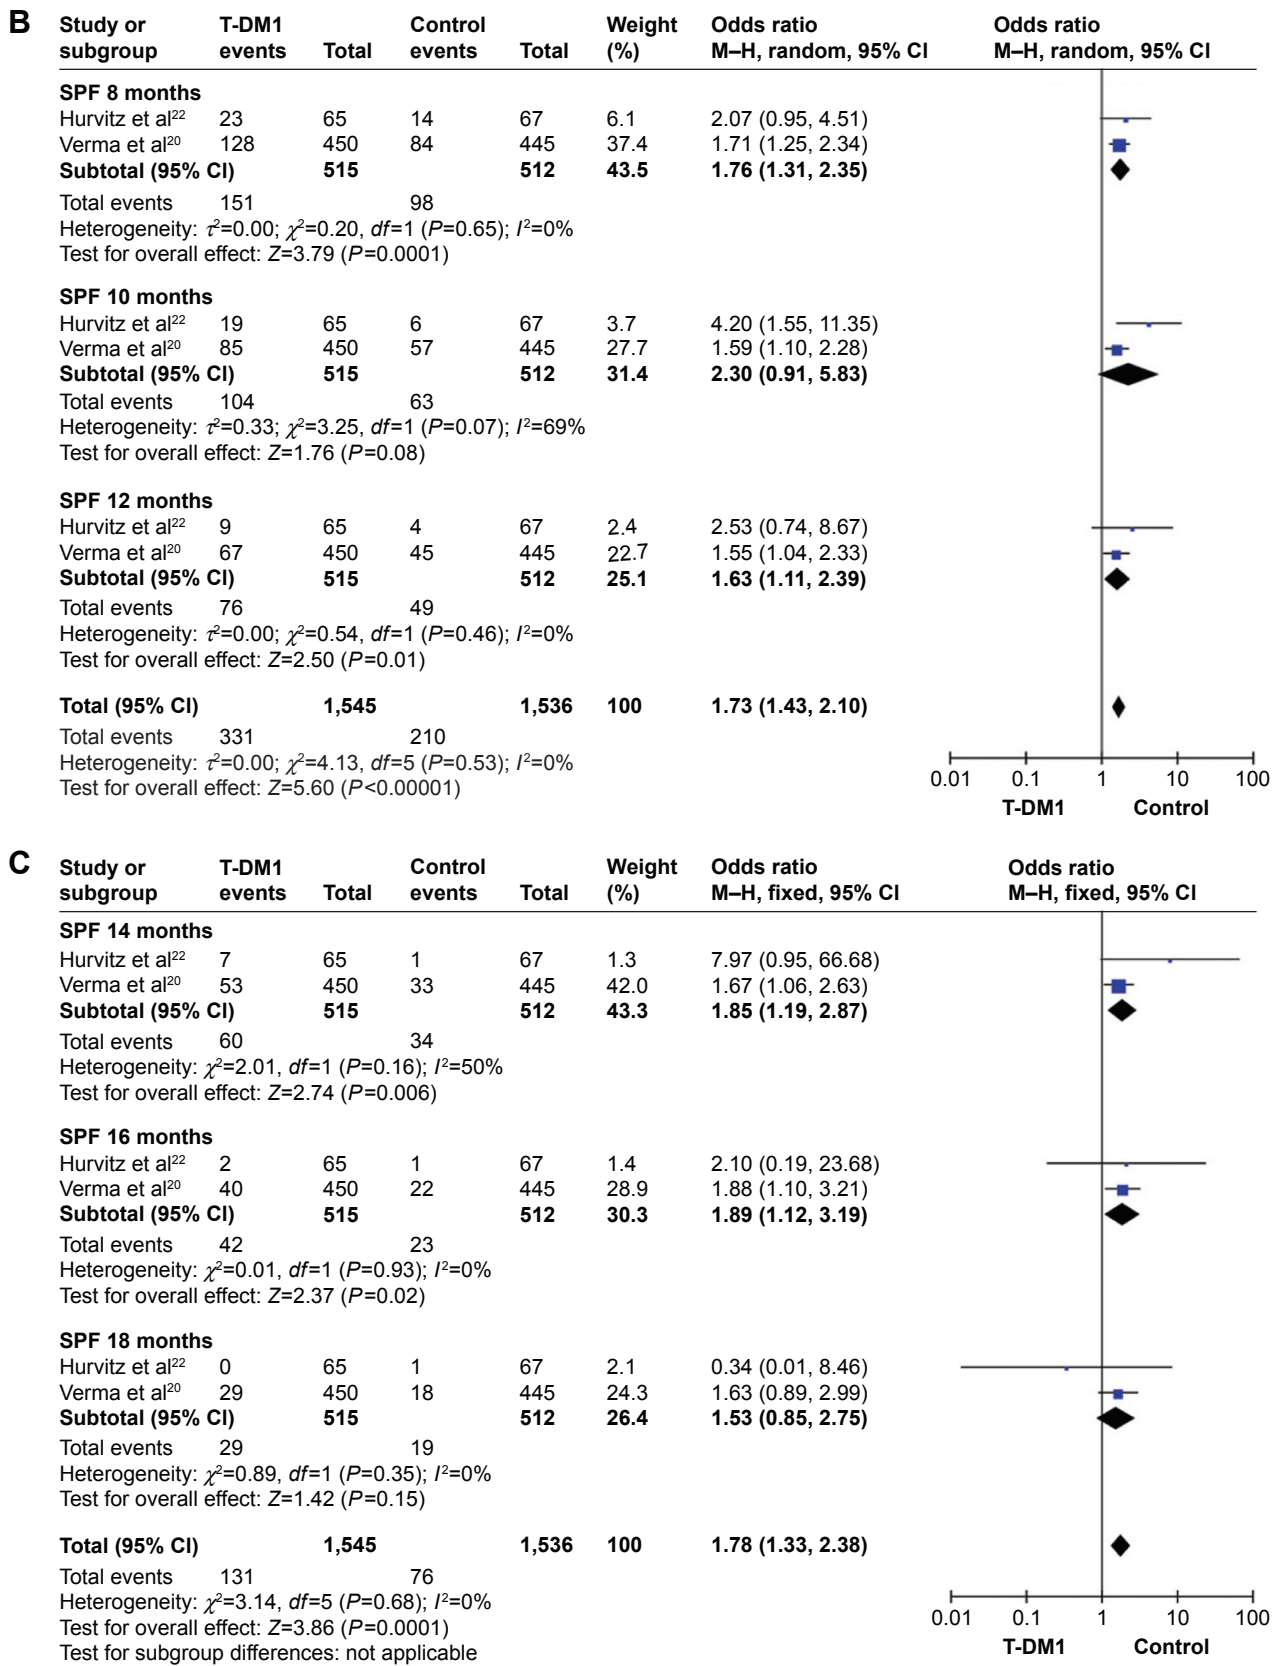 B
Study or subgroup T-DM1 events Total Control events Total Weight (%) Odds ratio M–H, random, 95% CI Odds ratio M–H, random, 95% CI
SPF 8 months
Hurvitz et al22 23 65 14 67 6.1 2.07 (0.95, 4.51)
Verma et al20 128 450 84 445 37.4 1.71 (1.25, 2.34)
Subtotal (95% CI) 515 512 43.5 1.76 (1.31, 2.35)
Total events 151 98
Heterogeneity: τ2=0.00; χ2=0.20, df=1 (P=0.65); I2=0%
Test for overall effect: Z=3.79 (P=0.0001)
SPF 10 months
Hurvitz et al22 19 65 6 67 3.7 4.20 (1.55, 11.35)
Verma et al20 85 450 57 445 27.7 1.59 (1.10, 2.28)
Subtotal (95% CI) 515 512 31.4 2.30 (0.91, 5.83)
Total events 104 63
Heterogeneity: τ2=0.33; χ2=3.25, df=1 (P=0.07); I2=69%
Test for overall effect: Z=1.76 (P=0.08)
SPF 12 months
Hurvitz et al22 9 65 4 67 2.4 2.53 (0.74, 8.67)
Verma et al20 67 450 45 445 22.7 1.55 (1.04, 2.33)
Subtotal (95% CI) 515 512 25.1 1.63 (1.11, 2.39)
Total events 76 49
Heterogeneity: τ2=0.00; χ2=0.54, df=1 (P=0.46); I2=0%
Test for overall effect: Z=2.50 (P=0.01)
Total (95% CI) 1,545 1,536 100 1.73 (1.43, 2.10)
Total events 331 210
Heterogeneity: τ2=0.00; χ2=4.13, df=5 (P=0.53); I2=0%
Test for overall effect: Z=5.60 (P<0.00001)
0.01 0.1 1 10 100
T-DM1 Control
C
Study or subgroup T-DM1 events Total Control events Total Weight (%) Odds ratio M–H, fixed, 95% CI Odds ratio M–H, fixed, 95% CI
SPF 14 months
Hurvitz et al22 7 65 1 67 1.3 7.97 (0.95, 66.68)
Verma et al20 53 450 33 445 42.0 1.67 (1.06, 2.63)
Subtotal (95% CI) 515 512 43.3 1.85 (1.19, 2.87)
Total events 60 34
Heterogeneity: χ2=2.01, df=1 (P=0.16); I2=50%
Test for overall effect: Z=2.74 (P=0.006)
SPF 16 months
Hurvitz et al22 2 65 1 67 1.4 2.10 (0.19, 23.68)
Verma et al20 40 450 22 445 28.9 1.88 (1.10, 3.21)
Subtotal (95% CI) 515 512 30.3 1.89 (1.12, 3.19)
Total events 42 23
Heterogeneity: χ2=0.01, df=1 (P=0.93); I2=0%
Test for overall effect: Z=2.37 (P=0.02)
SPF 18 months
Hurvitz et al22 0 65 1 67 2.1 0.34 (0.01, 8.46)
Verma et al20 29 450 18 445 24.3 1.63 (0.89, 2.99)
Subtotal (95% CI) 515 512 26.4 1.53 (0.85, 2.75)
Total events 29 19
Heterogeneity: χ2=0.89, df=1 (P=0.35); I2=0%
Test for overall effect: Z=1.42 (P=0.15)
Total (95% CI) 1,545 1,536 100 1.78 (1.33, 2.38)
Total events 131 76
Heterogeneity: χ2=3.14, df=5 (P=0.68); I2=0%
Test for overall effect: Z=3.86 (P=0.0001)
Test for subgroup differences: not applicable
0.01 0.1 1 10 100
T-DM1 Control